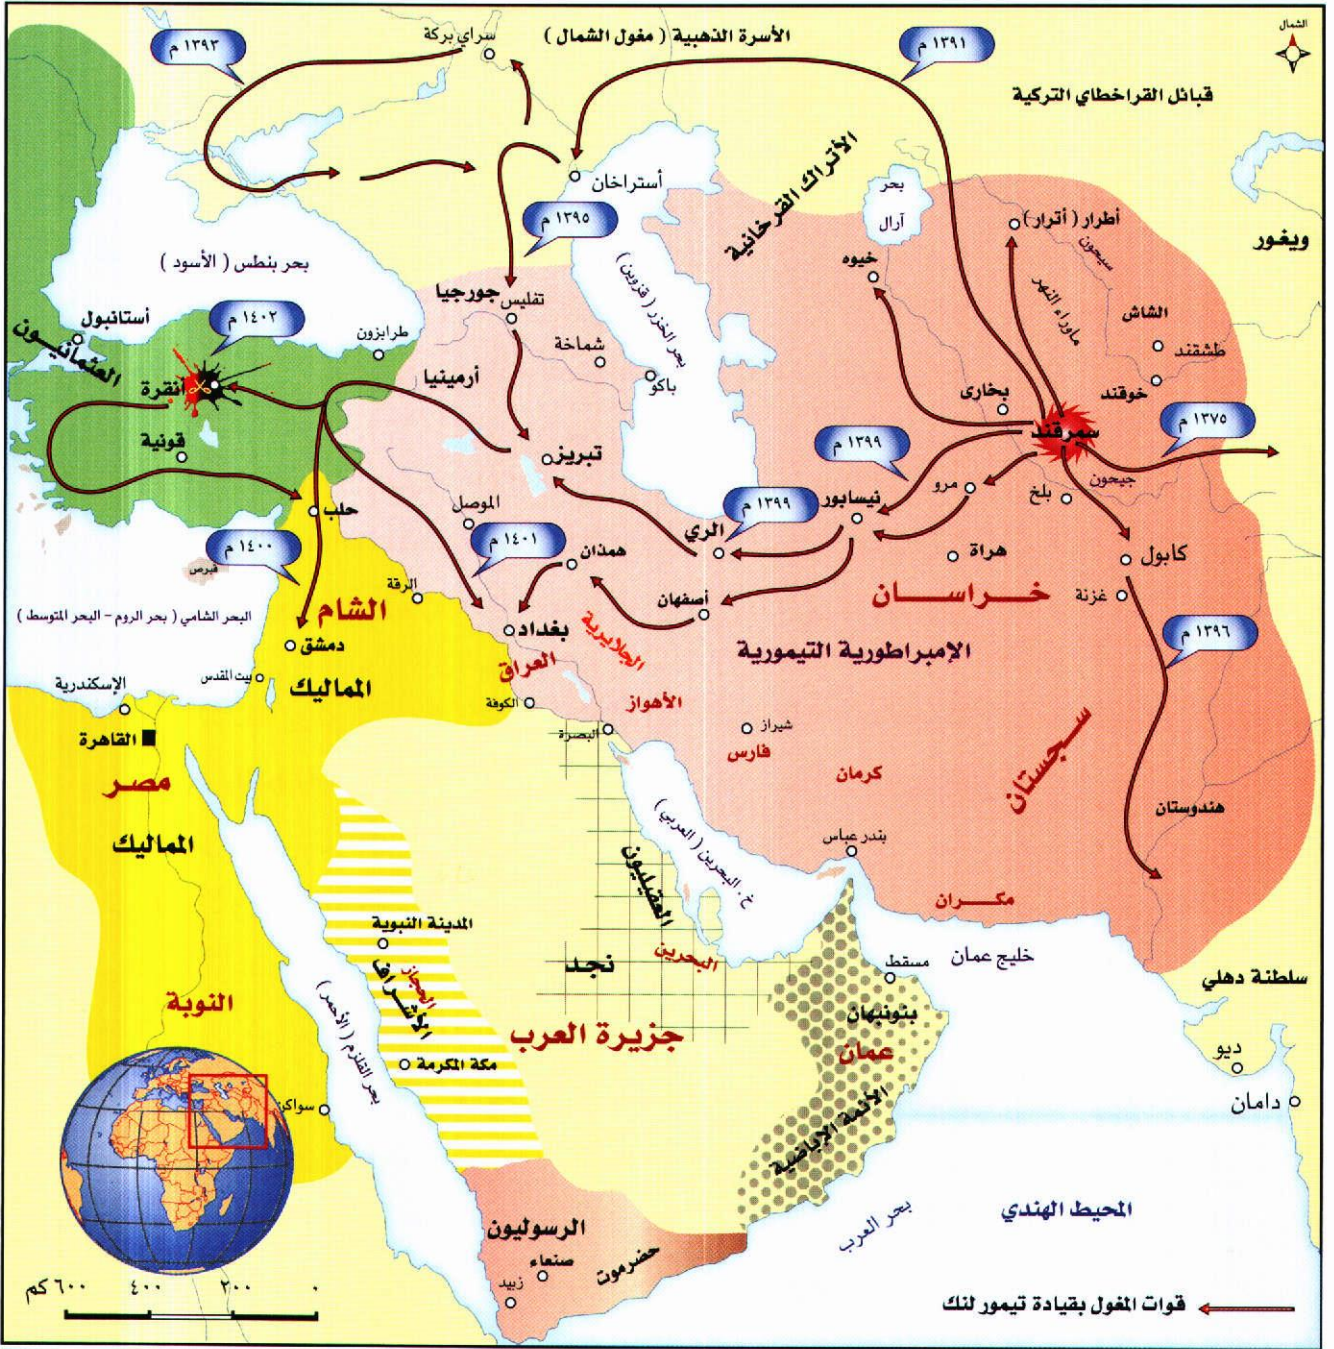 الشمال
١٣٩٣ م
سراي بركة
الأسرة الذهبية ( مغول الشمال )
١٣٩١ م
قبائل القراخطاي التركية
الأتراك القرخانية
أستراخان
بحر
آرال
أطرار ( أترار )
سيحون
ويغور
١٣٩٥ م
بحر بنطس ( الأسود )
خيوه
ماوراء النهر
بحر الخزر ( قزوين )
جورجيا
تفليس
١٤٠٢ م
أستانبول
العثمانيون
طرابزون
شماخة
الشاش
طشقند
أرمينيا
باكو
أنقرة
بخارى
خوقند
سمرقند
١٣٧٥ م
قونية
تبريز
١٣٩٩ م
جيحون
مرو
بلخ
نيسابور
١٣٩٩ م
الموصل
حلب
الري
١٤٠١ م
١٤٠٠ م
همذان
هراة
كابول
قبرص
الرقة
غزنة
خراسان
أصفهان
الشام
البحر الشامي ( بحر الروم - البحر المتوسط )
بغداد
الجلايرية
الإمبراطورية التيمورية
١٣٩٦ م
دمشق
العراق
بيت المقدس
المماليك
الإسكندرية
الكوفة
الأهواز
سجستان
القاهرة
البصرة
شيراز
فارس
مصر
كرمان
هندوستان
المماليك
خ. البحرين ( العربي )
بندر عباس
العقيليون
مكران
المدينة النبوية
البحرين
نجد
خليج عمان
مسقط
سلطنة دهلي
الحجاز
الأشراف
النوبة
بحر القلزم ( الأحمر )
بنونبهان
جزيرة العرب
عمان
ديو
مكة المكرمة
سواكن
دامان
الأئمة الإباضية
المحيط الهندي
بحر العرب
الرسوليون
حضرموت
صنعاء
زبيد
٠ ٢٠٠ ٤٠٠ ٦٠٠ كم
قوات المغول بقيادة تيمور لنك